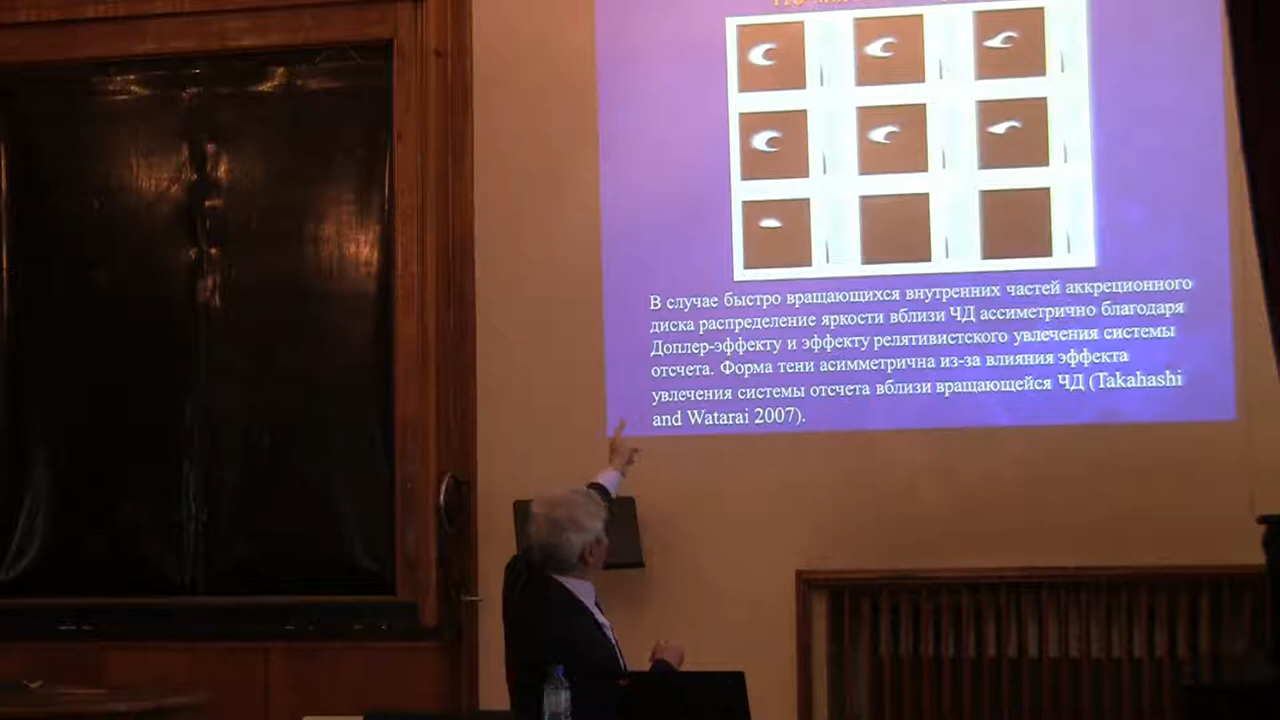 В случае быстро вращающихся внутренних частей аккреционного
диска распределение яркости вблизи ЧД ассиметрично благодаря
Доплер-эффекту и эффекту релятивистского увлечения системы
отсчета. Форма тени асимметрична из-за влияния эффекта
увлечения системы отсчета вблизи вращающейся ЧД (Takahashi
and Watarai 2007).